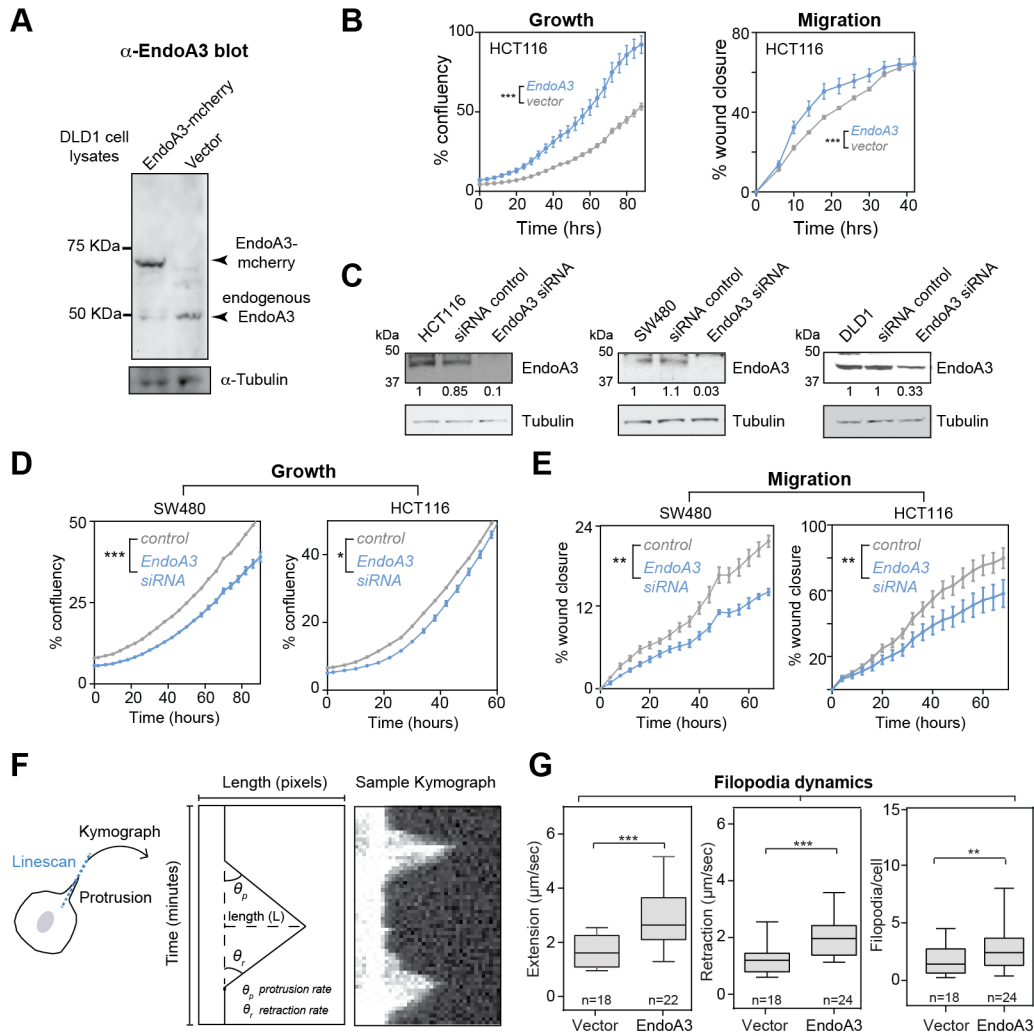 A
α-EndoA3 blot
DLD1 cell
lysates
EndoA3-mcherry
Vector
75 KDa
EndoA3-
mcherry
50 KDa
endogenous
EndoA3
α-Tubulin
B
Growth
HCT116
EndoA3
vector
***
100
50
0
% confluency
0 20 40 60 80
Time (hrs)
Migration
HCT116
EndoA3
vector
***
80
40
0
% wound closure
0 10 20 30 40
Time (hrs)
C
HCT116
siRNA control
EndoA3 siRNA
kDa
50
37
EndoA3
1 0.85 0.1
Tubulin
SW480
siRNA control
EndoA3 siRNA
kDa
50
37
EndoA3
1 1.1 0.03
Tubulin
DLD1
siRNA control
EndoA3 siRNA
kDa
50
37
EndoA3
1 1 0.33
Tubulin
D
Growth
SW480
control
***
EndoA3
siRNA
50
25
0
% confluency
0 20 40 60 80
Time (hours)
HCT116
control
*
EndoA3
siRNA
40
20
0
% confluency
0 20 40 60
Time (hours)
E
Migration
SW480
control
**
EndoA3
siRNA
24
12
0
% wound closure
0 20 40 60
Time (hours)
HCT116
control
**
EndoA3
siRNA
100
60
20
% wound closure
0 20 40 60
Time (hours)
F
Linescan
Kymograph
Protrusion
Length (pixels)
Time (minutes)
θp
length (L)
θr
θp protrusion rate
θr retraction rate
Sample Kymograph
G
Filopodia dynamics
Extension (µm/sec)
6
4
2
0
***
n=18 n=22
Vector EndoA3
Retraction (µm/sec)
6
4
2
0
***
n=18 n=24
Vector EndoA3
Filopodia/cell
15
10
5
0
**
n=18 n=24
Vector EndoA3